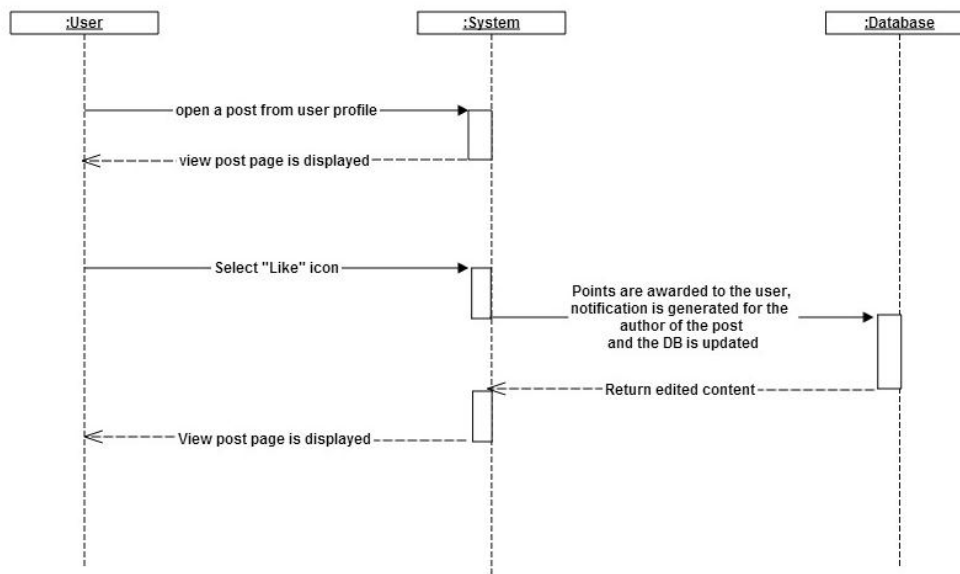 :User
:System
:Database
open a post from user profile
view post page is displayed
Select "Like" icon
Points are awarded to the user,
notification is generated for the
author of the post
and the DB is updated
Return edited content
View post page is displayed